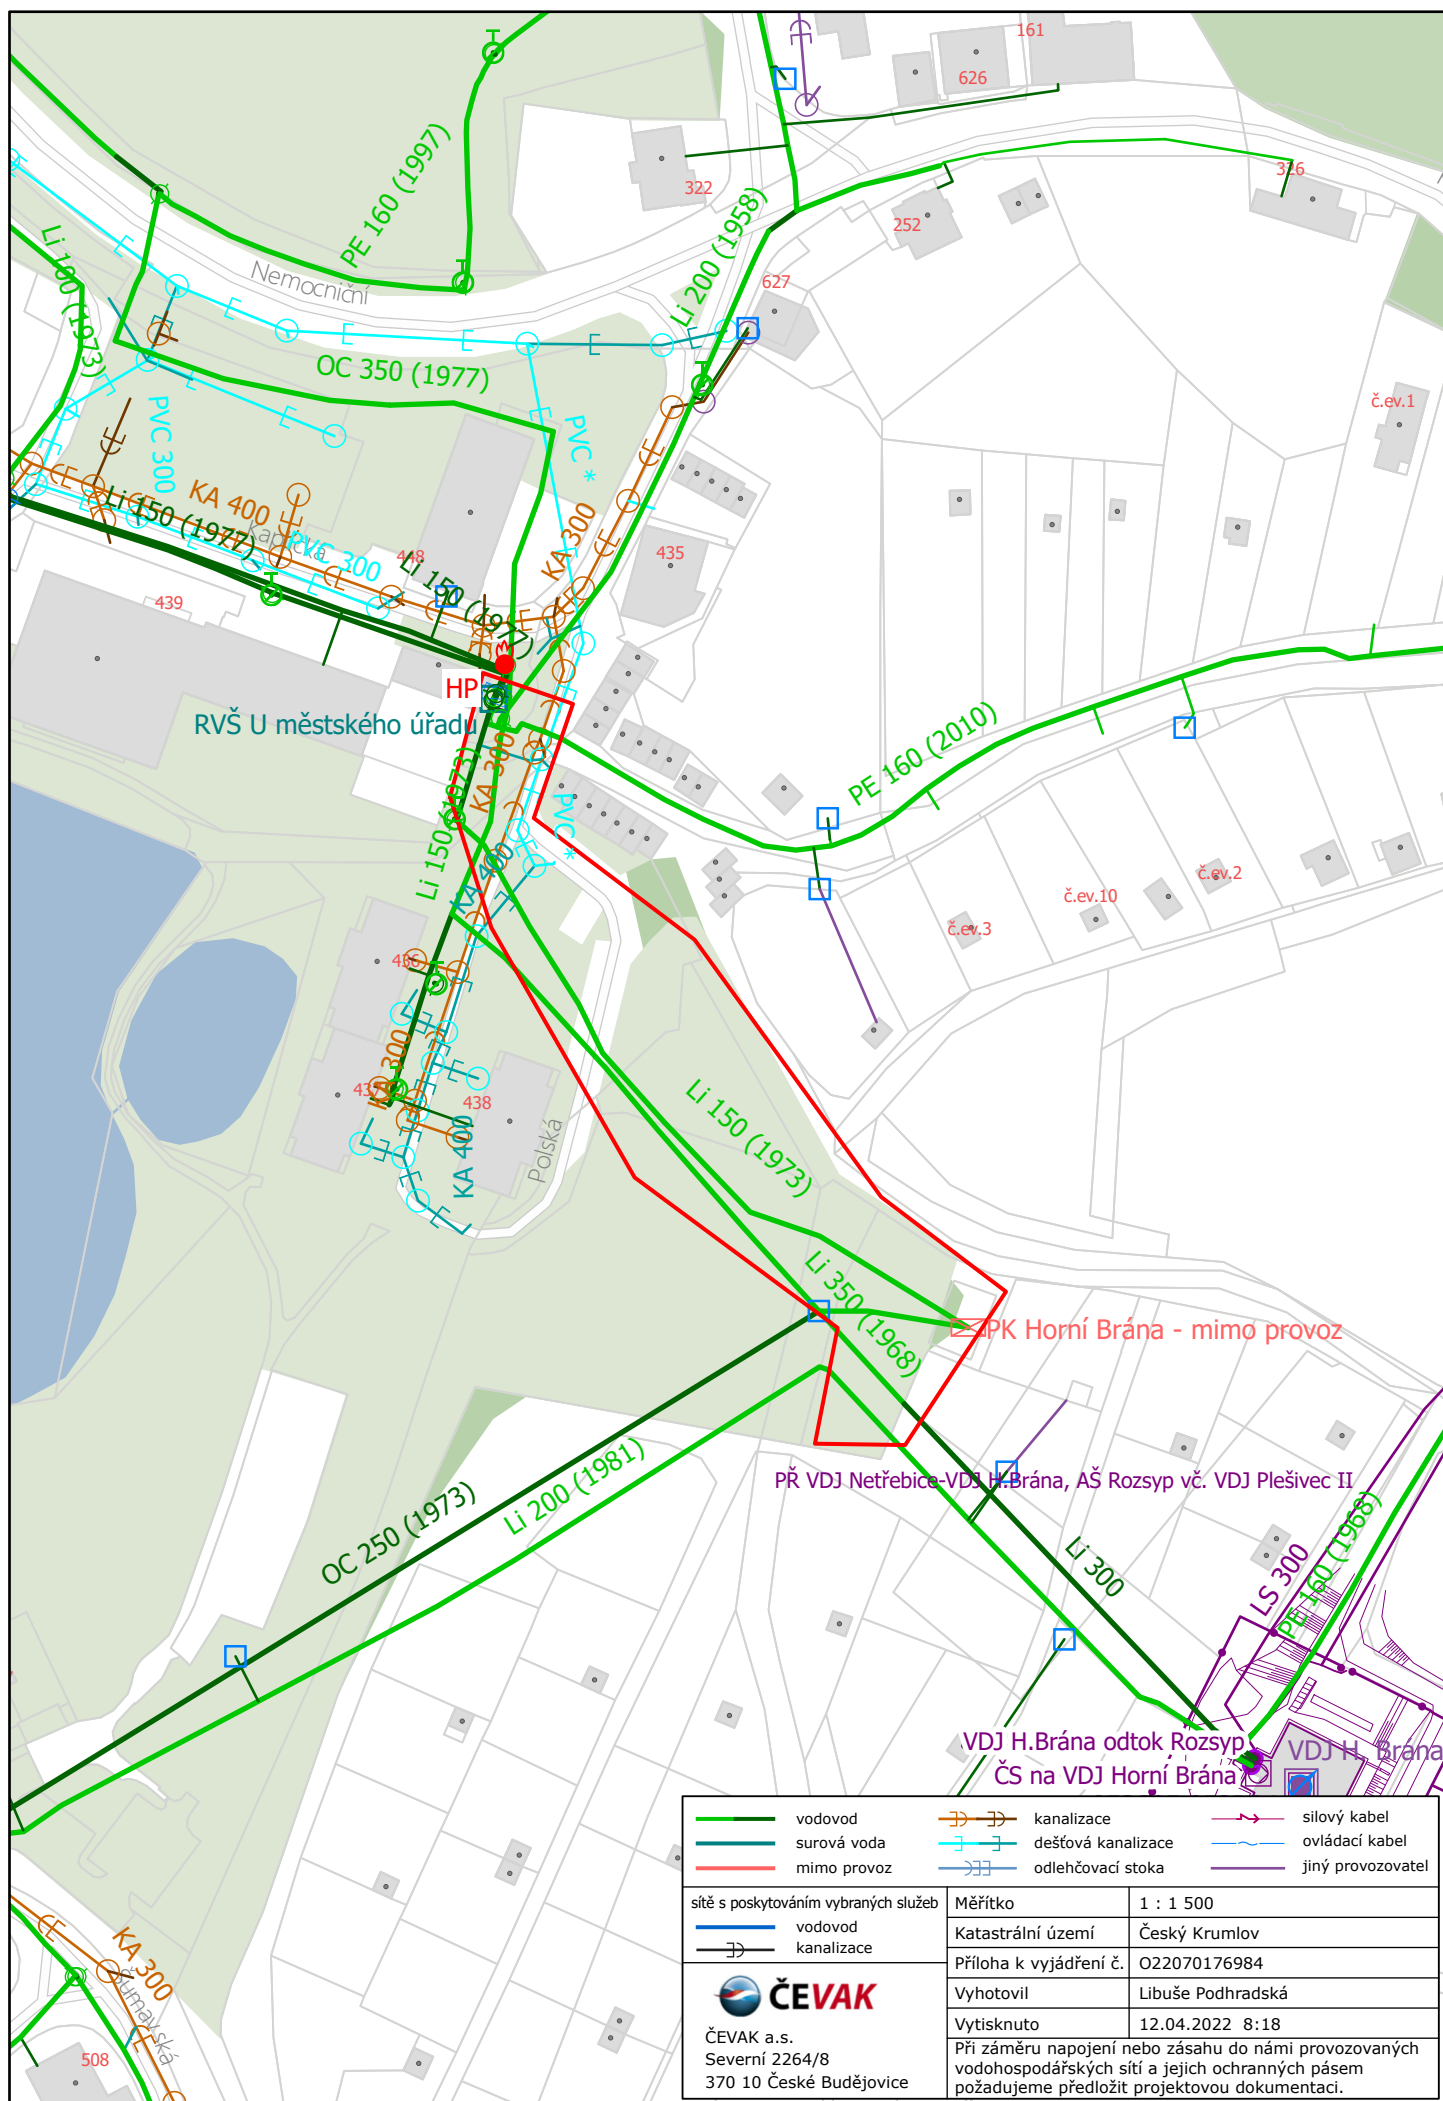 161
626
PE 160 (1997)
322
326
252
Li 200 (1958)
Li 100 (1973)
Nemocniční
627
OC 350 (1977)
PVC 300
PVC *
č.ev.1
KA 400
Li 150 (1977)
Kaplická
PVC 300
448
Li 150 (1977)
KA 300
435
439
HP
RVŠ U městského úřadu
PE 160 (2010)
KA 300
Li 150 (1973)
PVC *
KA 400
č.ev.2
č.ev.10
č.ev.3
436
KA 300
437
438
KA 400
Polská
Li 150 (1973)
Li 350 (1968)
PK Horní Brána - mimo provoz
PŘ VDJ Netřebice-VDJ H.Brána, AŠ Rozsyp vč. VDJ Plešivec II
OC 250 (1973)
Li 200 (1981)
Li 300
LS 300
PE 160 (1968)
VDJ H.Brána odtok Rozsyp
VDJ H. Brána
ČS na VDJ Horní Brána
KA 300
Šumavská
508
vodovod
kanalizace
silový kabel
surová voda
dešťová kanalizace
ovládací kabel
mimo provoz
odlehčovací stoka
jiný provozovatel
sítě s poskytováním vybraných služeb
vodovod
kanalizace
Měřítko 1 : 1 500
Katastrální území Český Krumlov
Příloha k vyjádření č. O22070176984
Vyhotovil Libuše Podhradská
Vytisknuto 12.04.2022 8:18
ČEVAK
ČEVAK a.s.
Severní 2264/8
370 10 České Budějovice
Při záměru napojení nebo zásahu do námi provozovaných
vodohospodářských sítí a jejich ochranných pásem
požadujeme předložit projektovou dokumentaci.